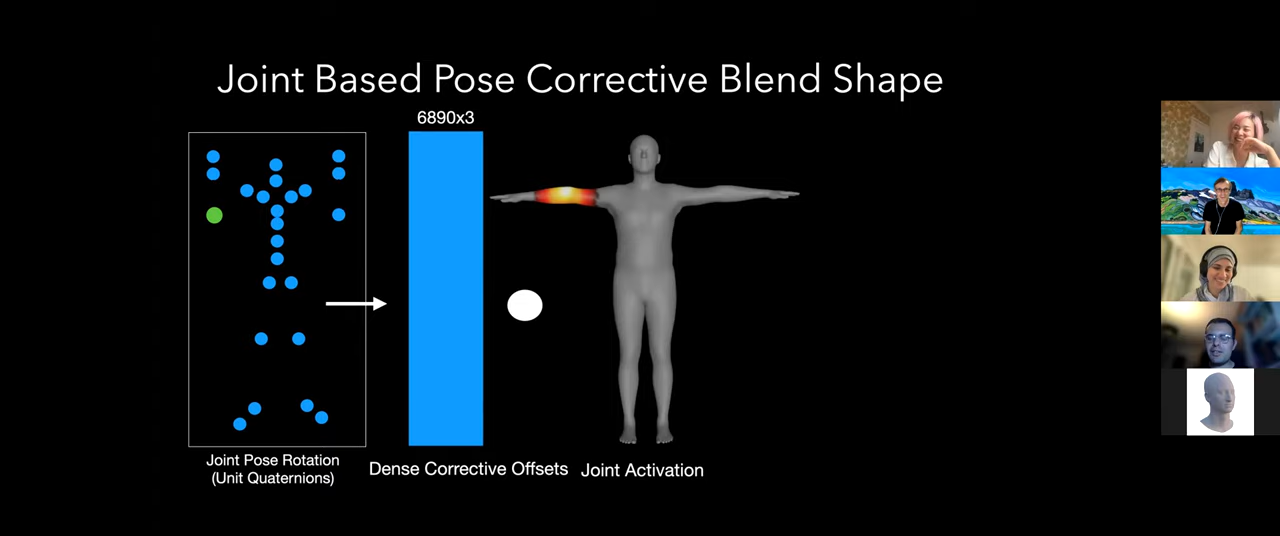 Joint Based Pose Corrective Blend Shape
6890x3
Joint Pose Rotation
(Unit Quaternions)
Dense Corrective Offsets
Joint Activation